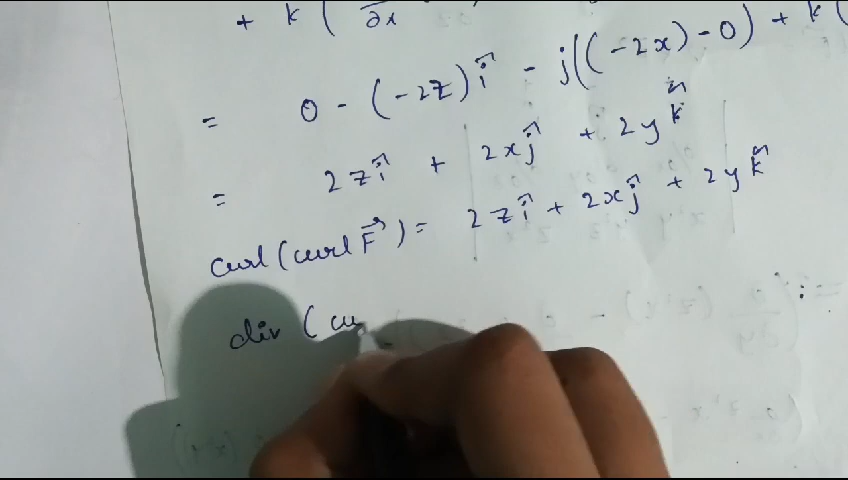 + k ( ∂x
= 0 - (-2z) î - j((-2x) - 0) + k(
= 2z î + 2x ĵ + 2y k̂
curl (curl F⃗) = 2z î + 2x ĵ + 2y k̂
div ( cu